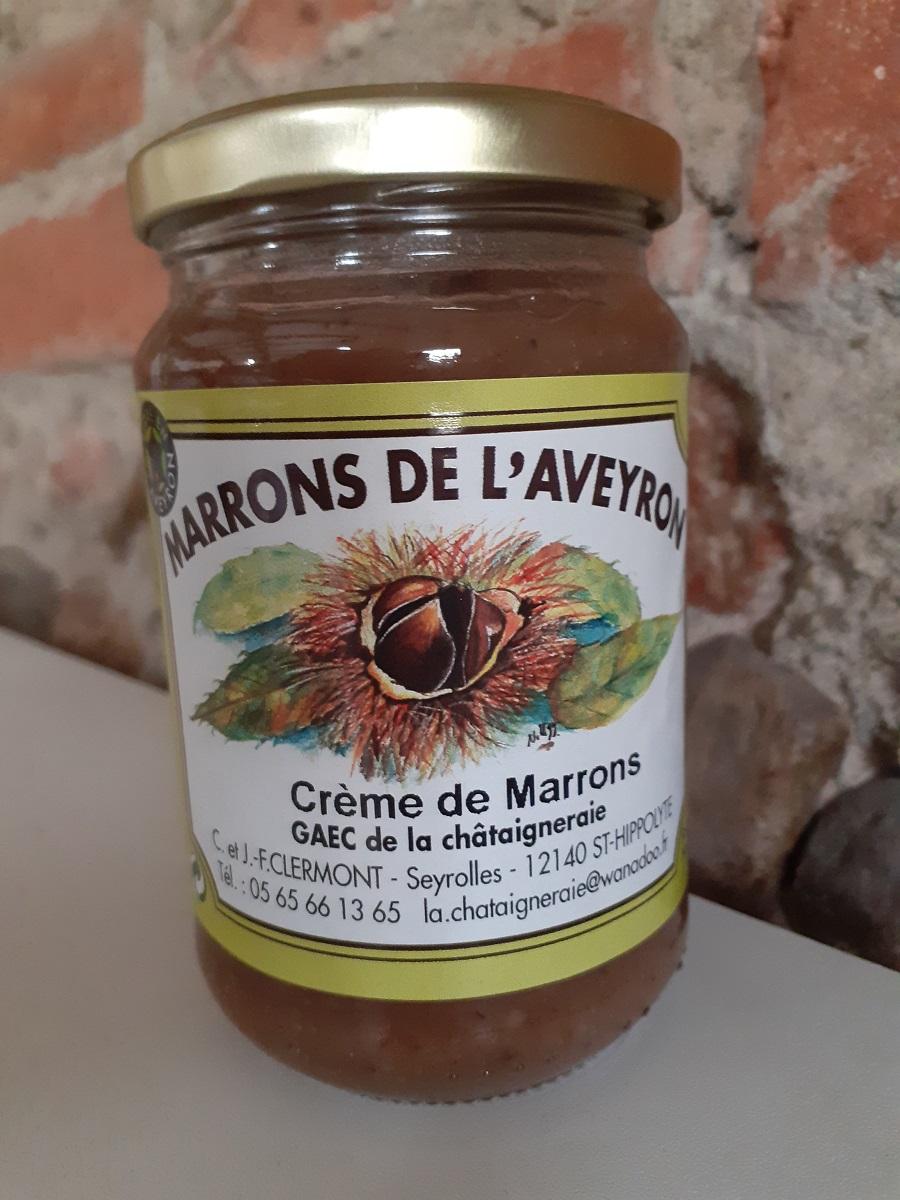 MARRONS DE L'AVEYRON
Crème de Marrons
GAEC de la châtaigneraie
C. et J.-F.CLERMONT - Seyrolles - 12140 ST-HIPPOLYTE
Tél. : 05 65 66 13 65 la.chataigneraie@wanadoo.fr